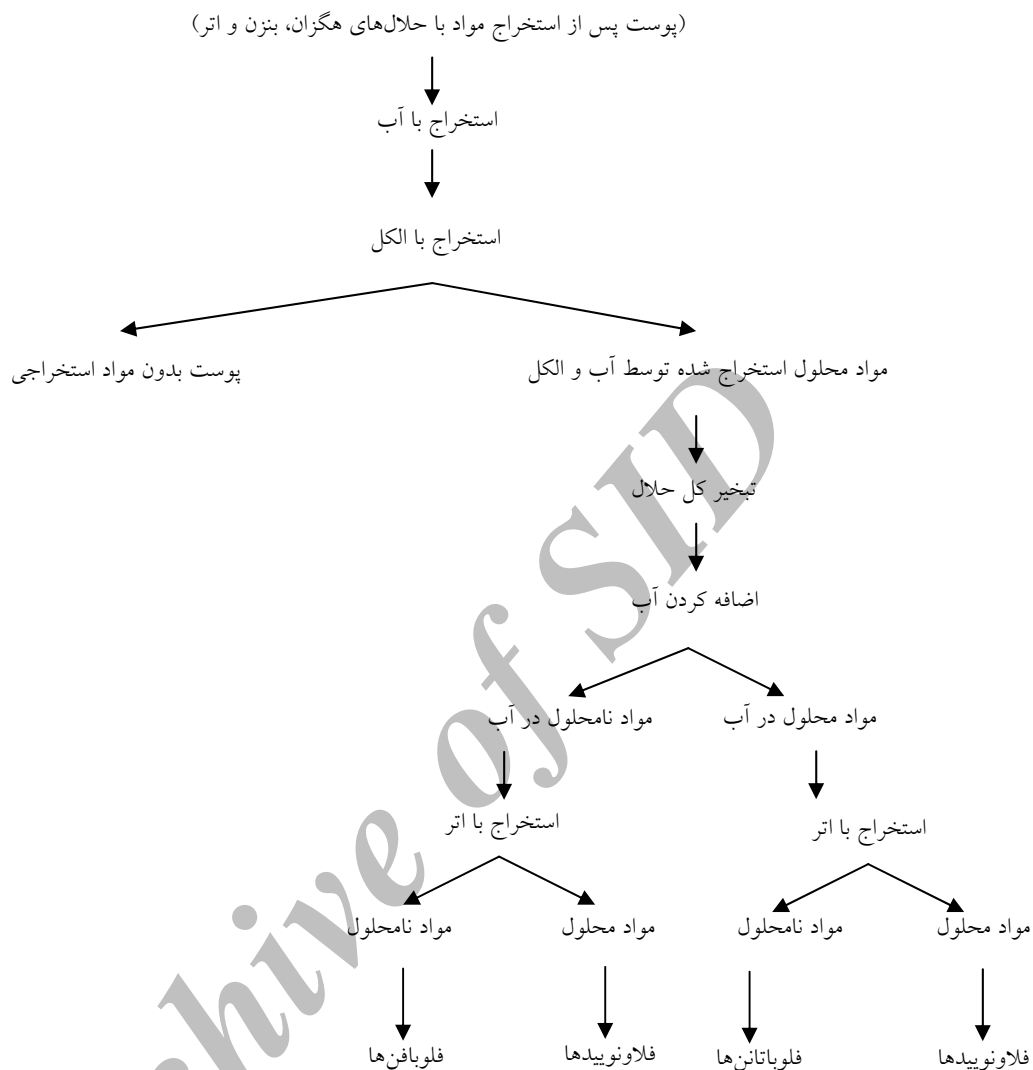 (پوست پس از استخراج مواد با حلال‌های هگزان، بنزن و اتر)
استخراج با آب
استخراج با الکل
مواد محلول استخراج شده توسط آب و الکل
پوست بدون مواد استخراجی
تبخیر کل حلال
اضافه کردن آب
مواد محلول در آب
مواد نامحلول در آب
استخراج با اتر
استخراج با اتر
مواد محلول
مواد نامحلول
مواد محلول
مواد نامحلول
فلاونوییدها
فلوباتانن‌ها
فلاونوییدها
فلوبافن‌ها
hive of SID